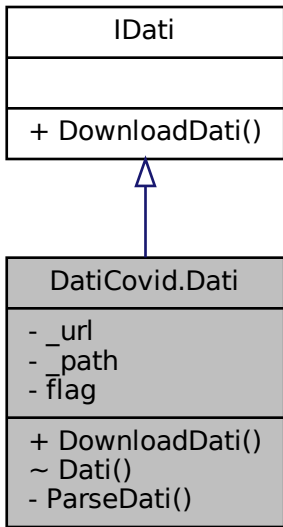 IDati
+ DownloadDati()
DatiCovid.Dati
- _url
- _path
- flag
+ DownloadDati()
~ Dati()
- ParseDati()